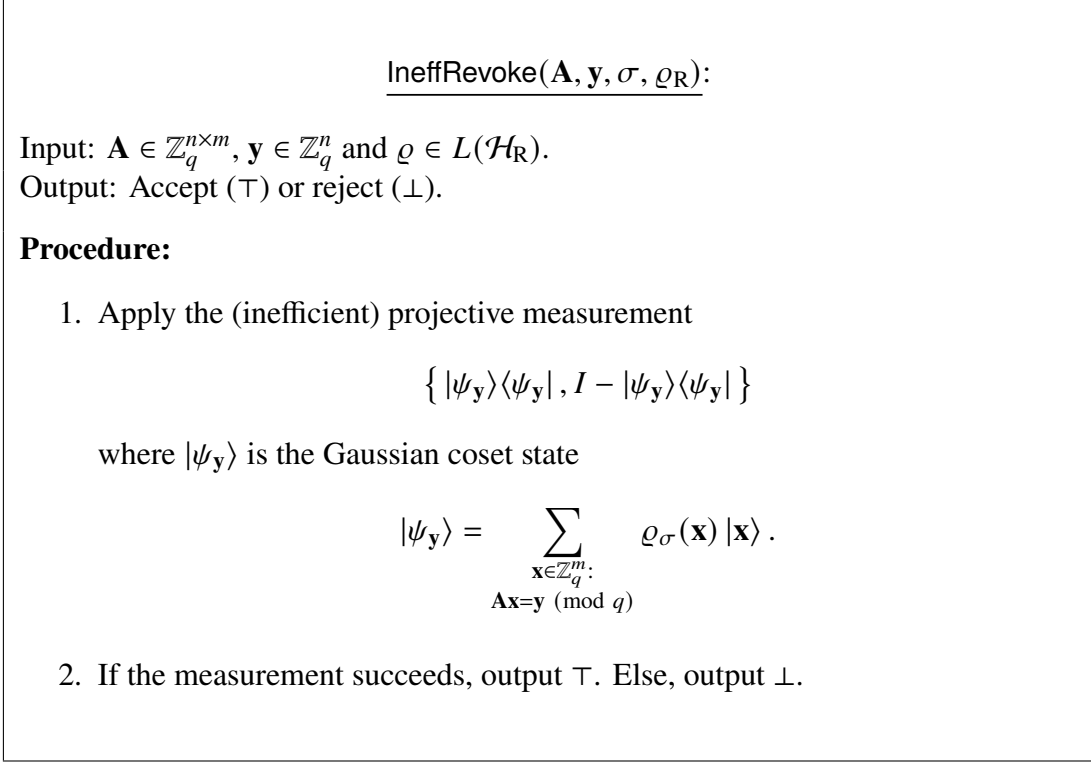 IneffRevoke(𝐀, 𝐲, σ, ϱ_R):
Input: 𝐀 ∈ ℤ_q^{n×m}, 𝐲 ∈ ℤ_q^n and ϱ ∈ L(ℋ_R).
Output: Accept (⊤) or reject (⊥).
Procedure:
1. Apply the (inefficient) projective measurement
{ |ψ_𝐲⟩⟨ψ_𝐲| , I − |ψ_𝐲⟩⟨ψ_𝐲| }
where |ψ_𝐲⟩ is the Gaussian coset state
|ψ_𝐲⟩ = ∑_{𝐱∈ℤ_q^m: 𝐀𝐱=𝐲 (mod q)} ϱ_σ(𝐱) |𝐱⟩ .
2. If the measurement succeeds, output ⊤. Else, output ⊥.